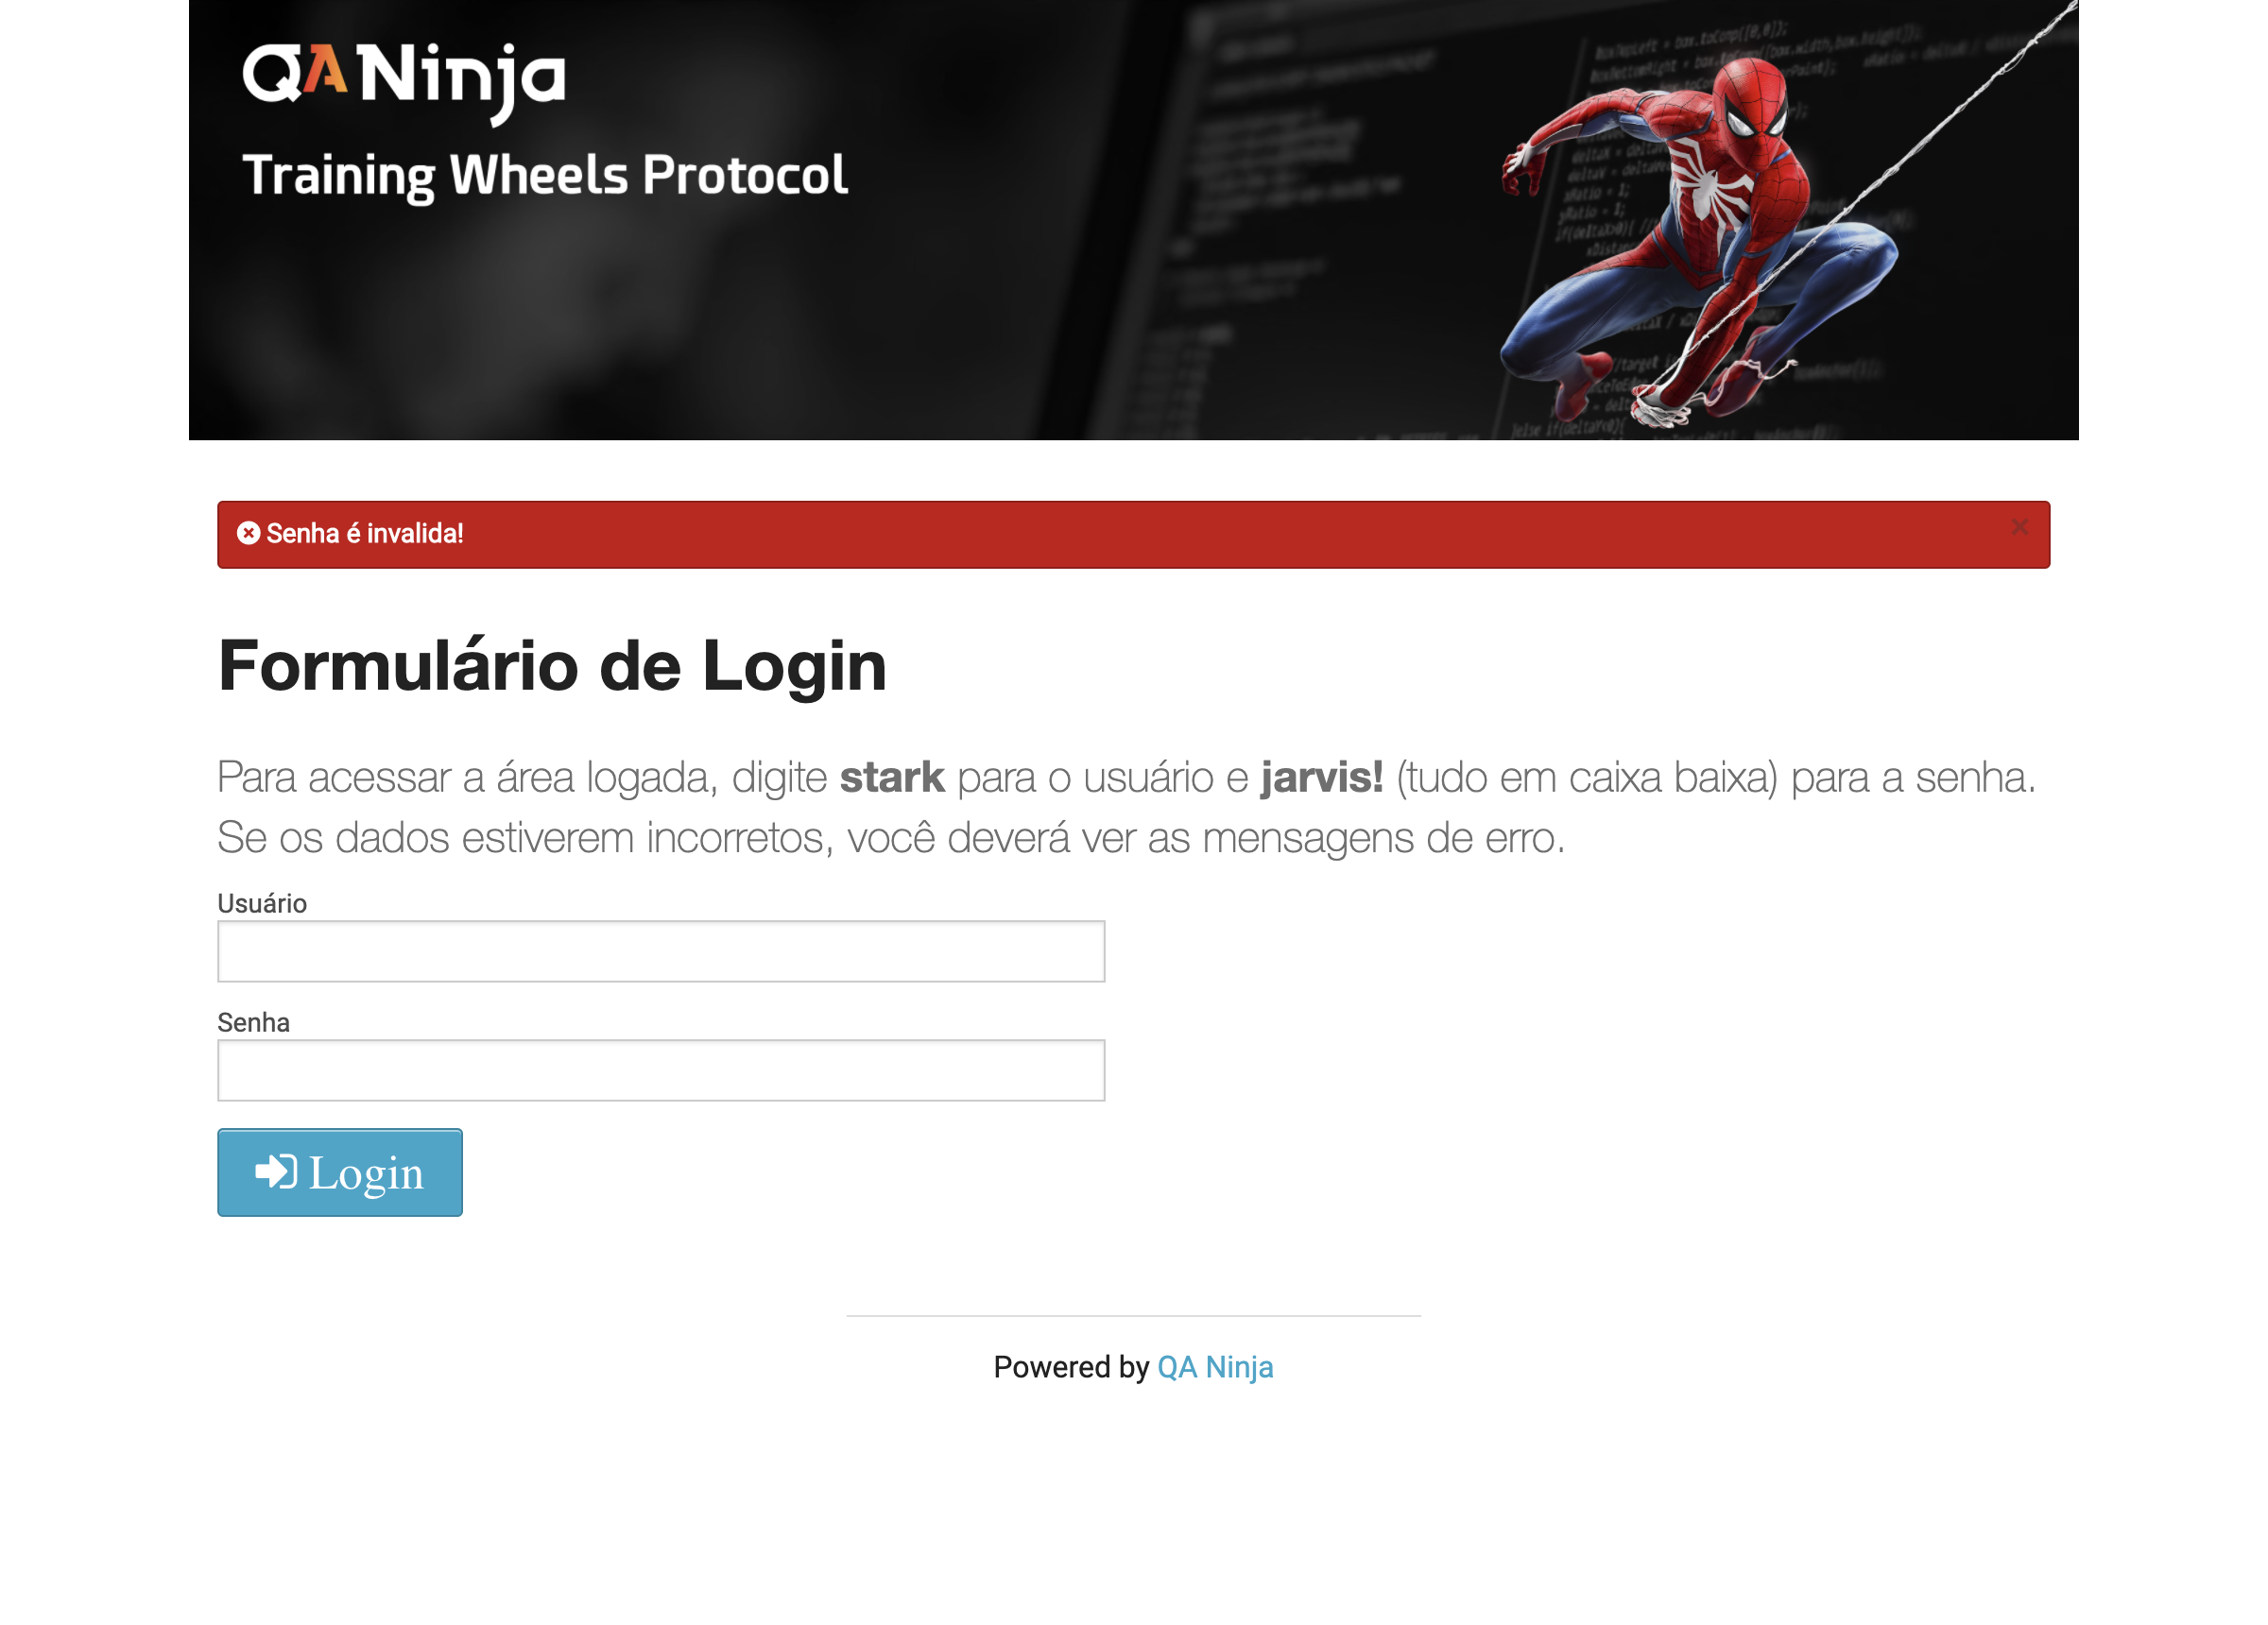 QANinja
Training Wheels Protocol
Senha é invalida!
×
Formulário de Login
Para acessar a área logada, digite stark para o usuário e jarvis! (tudo em caixa baixa) para a senha.
Se os dados estiverem incorretos, você deverá ver as mensagens de erro.
Usuário
Senha
Login
Powered by QA Ninja